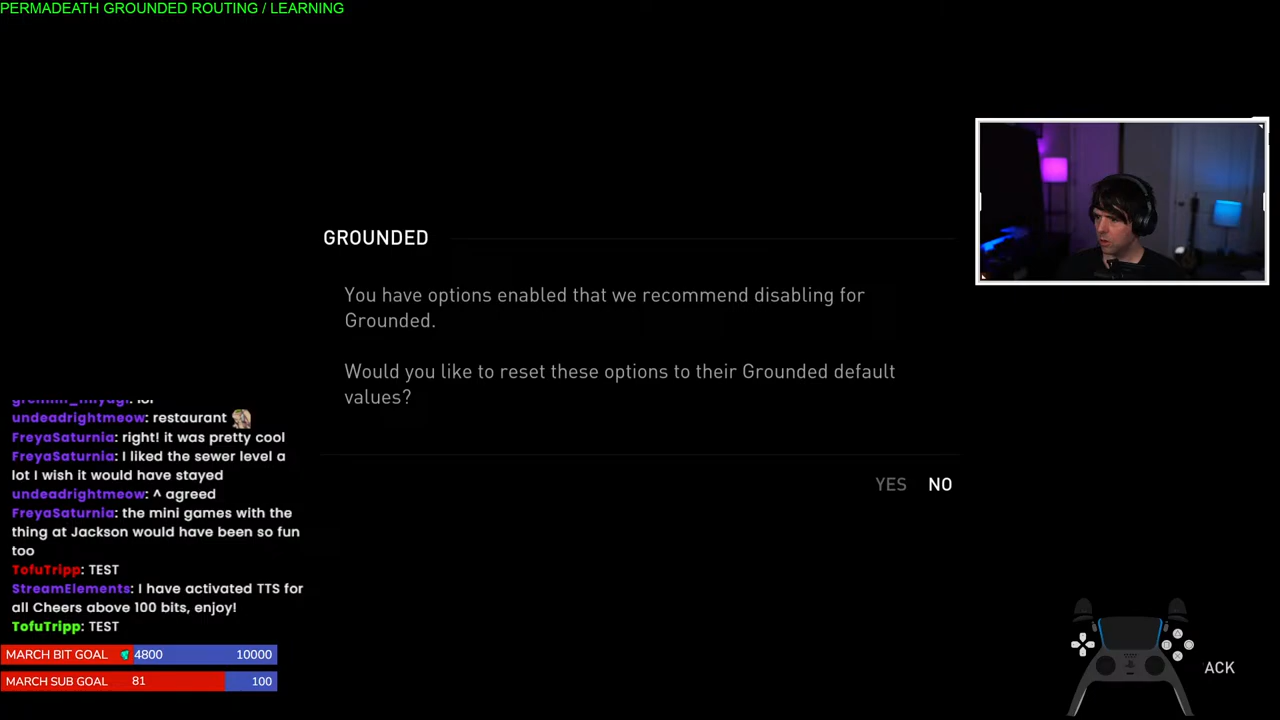 PERMADEATH GROUNDED ROUTING / LEARNING
GROUNDED
You have options enabled that we recommend disabling for
Grounded.
Would you like to reset these options to their Grounded default
values?
YES NO
gremlin_miyagi: lol
undeadrightmeow: restaurant
FreyaSaturnia: right! it was pretty cool
FreyaSaturnia: I liked the sewer level a
lot I wish it would have stayed
undeadrightmeow: ^ agreed
FreyaSaturnia: the mini games with the
thing at Jackson would have been so fun
too
TofuTripp: TEST
StreamElements: I have activated TTS for
all Cheers above 100 bits, enjoy!
TofuTripp: TEST
MARCH BIT GOAL 4800 10000
MARCH SUB GOAL 81 100
ACK